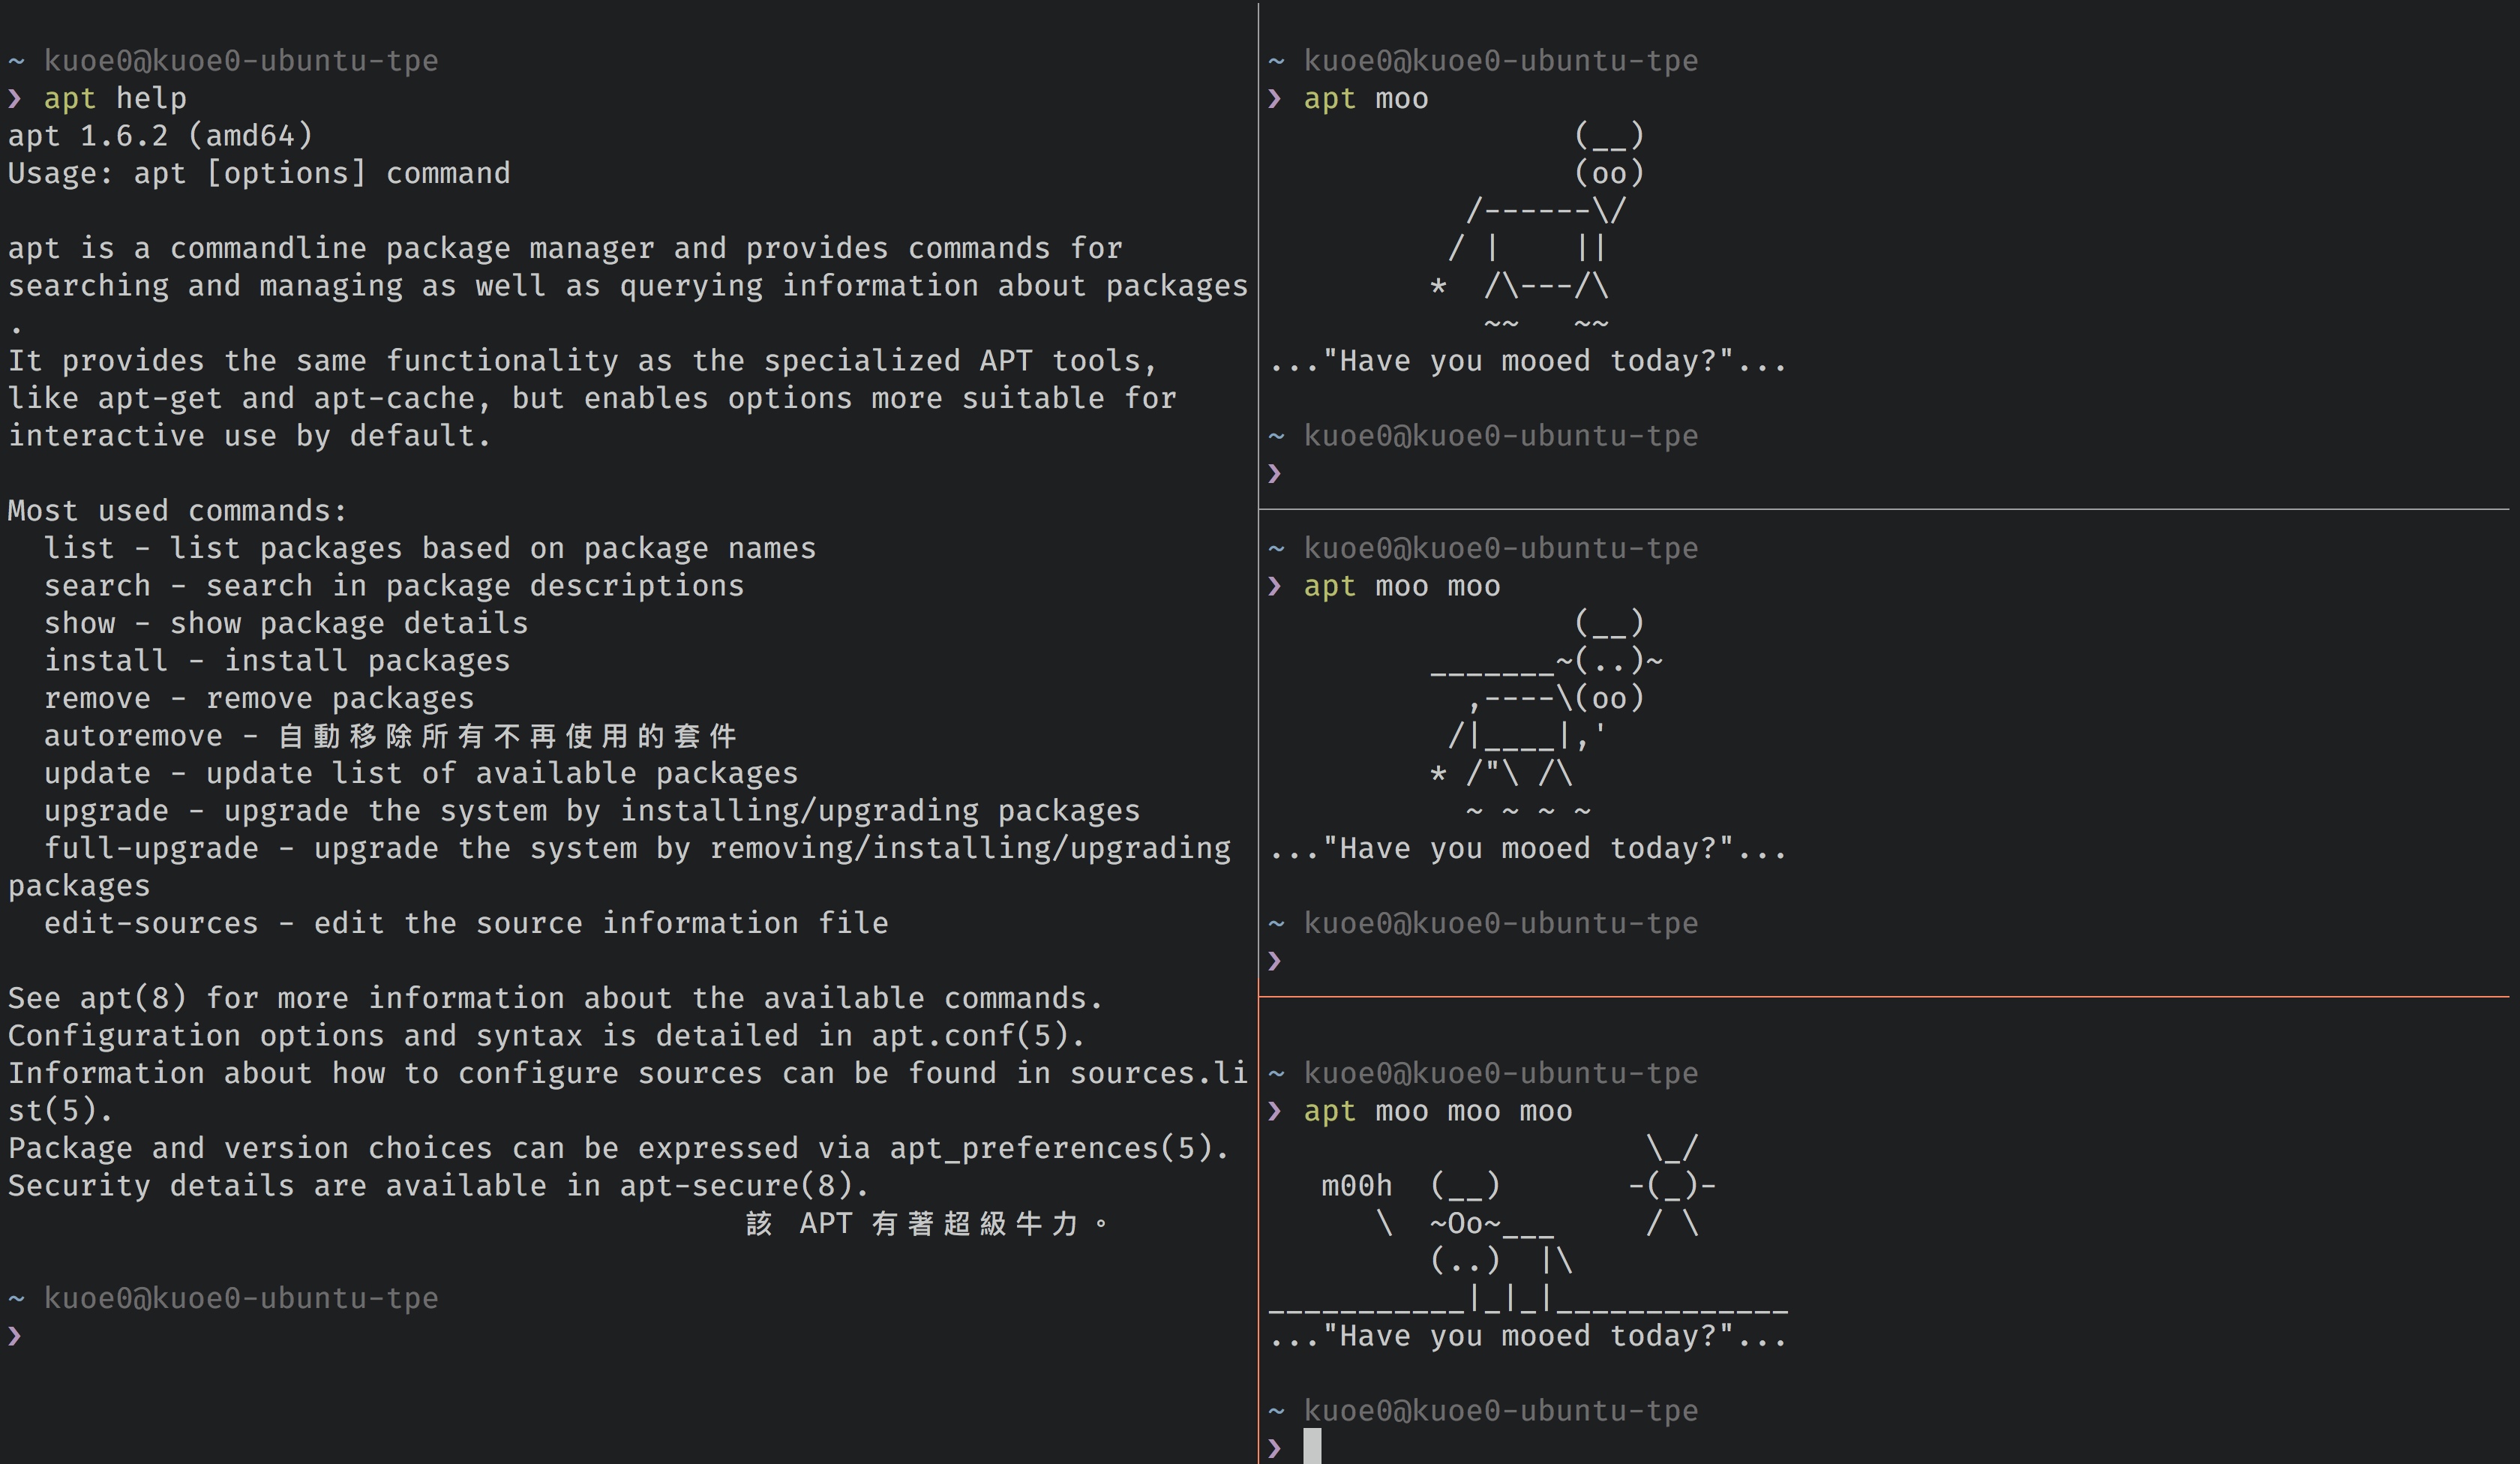 ~ kuoe0@kuoe0-ubuntu-tpe
❯ apt help
apt 1.6.2 (amd64)
Usage: apt [options] command

apt is a commandline package manager and provides commands for
searching and managing as well as querying information about packages
.
It provides the same functionality as the specialized APT tools,
like apt-get and apt-cache, but enables options more suitable for
interactive use by default.

Most used commands:
  list - list packages based on package names
  search - search in package descriptions
  show - show package details
  install - install packages
  remove - remove packages
  autoremove - 自動移除所有不再使用的套件
  update - update list of available packages
  upgrade - upgrade the system by installing/upgrading packages
  full-upgrade - upgrade the system by removing/installing/upgrading
packages
  edit-sources - edit the source information file

See apt(8) for more information about the available commands.
Configuration options and syntax is detailed in apt.conf(5).
Information about how to configure sources can be found in sources.li
st(5).
Package and version choices can be expressed via apt_preferences(5).
Security details are available in apt-secure(8).
                                         該 APT 有著超級牛力。

~ kuoe0@kuoe0-ubuntu-tpe
❯

~ kuoe0@kuoe0-ubuntu-tpe
❯ apt moo
                 (__)
                 (oo)
           /------\/
          / |    ||
         *  /\---/\
            ~~   ~~
..."Have you mooed today?"...

~ kuoe0@kuoe0-ubuntu-tpe
❯

~ kuoe0@kuoe0-ubuntu-tpe
❯ apt moo moo
                 (__)
         _______~(..)~
           ,----\(oo)
          /|____|,'
         * /"\ /\
           ~ ~ ~ ~
..."Have you mooed today?"...

~ kuoe0@kuoe0-ubuntu-tpe
❯

~ kuoe0@kuoe0-ubuntu-tpe
❯ apt moo moo moo
                     \_/
   m00h  (__)       -(_)-
      \  ~Oo~___     / \
         (..)  |\
___________|_|_|_____________
..."Have you mooed today?"...

~ kuoe0@kuoe0-ubuntu-tpe
❯